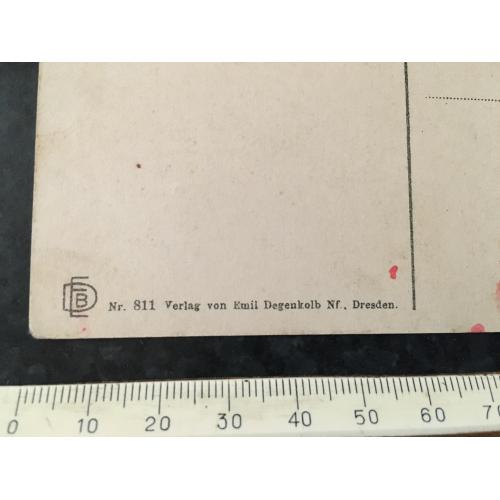 Nr. 811 Verlag von Emil Degenkolb Nf., Dresden.
0 10 20 30 40 50 60 70